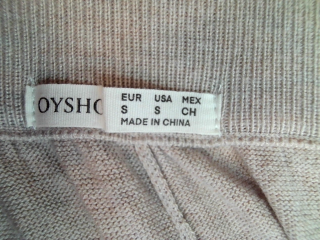 OYSHO
EUR USA MEX
S S CH
MADE IN CHINA